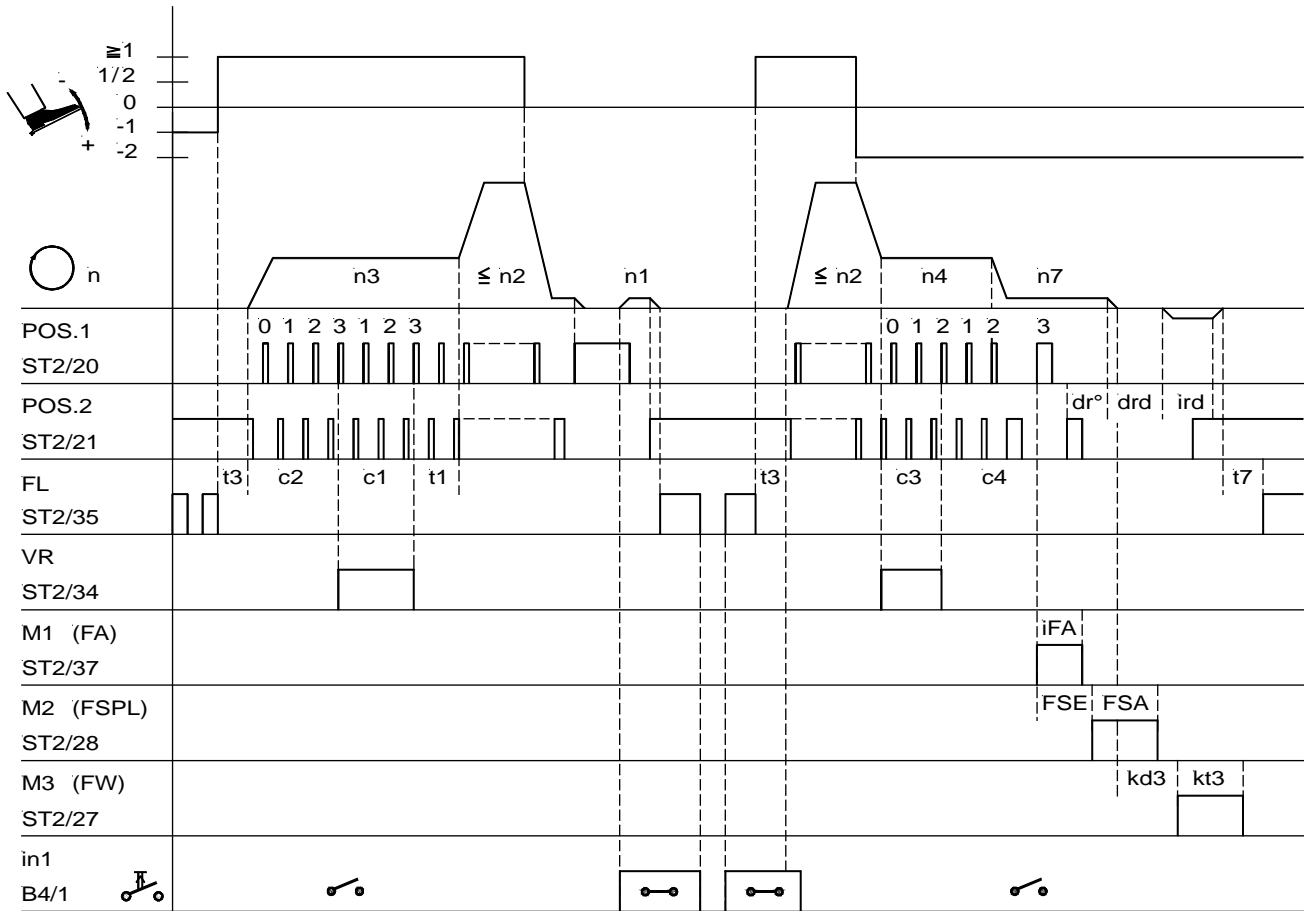 ≧1
1/2
0
-1
-2
-
+
n
n3
≦ n2
n1
≦ n2
n4
n7
POS.1
0 1 2 3 1 2 3
0 1 2 1 2
3
ST2/20
POS.2
dr° drd ird
ST2/21
FL
t3 c2 c1 t1
t3 c3 c4 t7
ST2/35
VR
ST2/34
M1 (FA)
iFA
ST2/37
M2 (FSPL)
FSE FSA
ST2/28
M3 (FW)
kd3 kt3
ST2/27
in1
B4/1